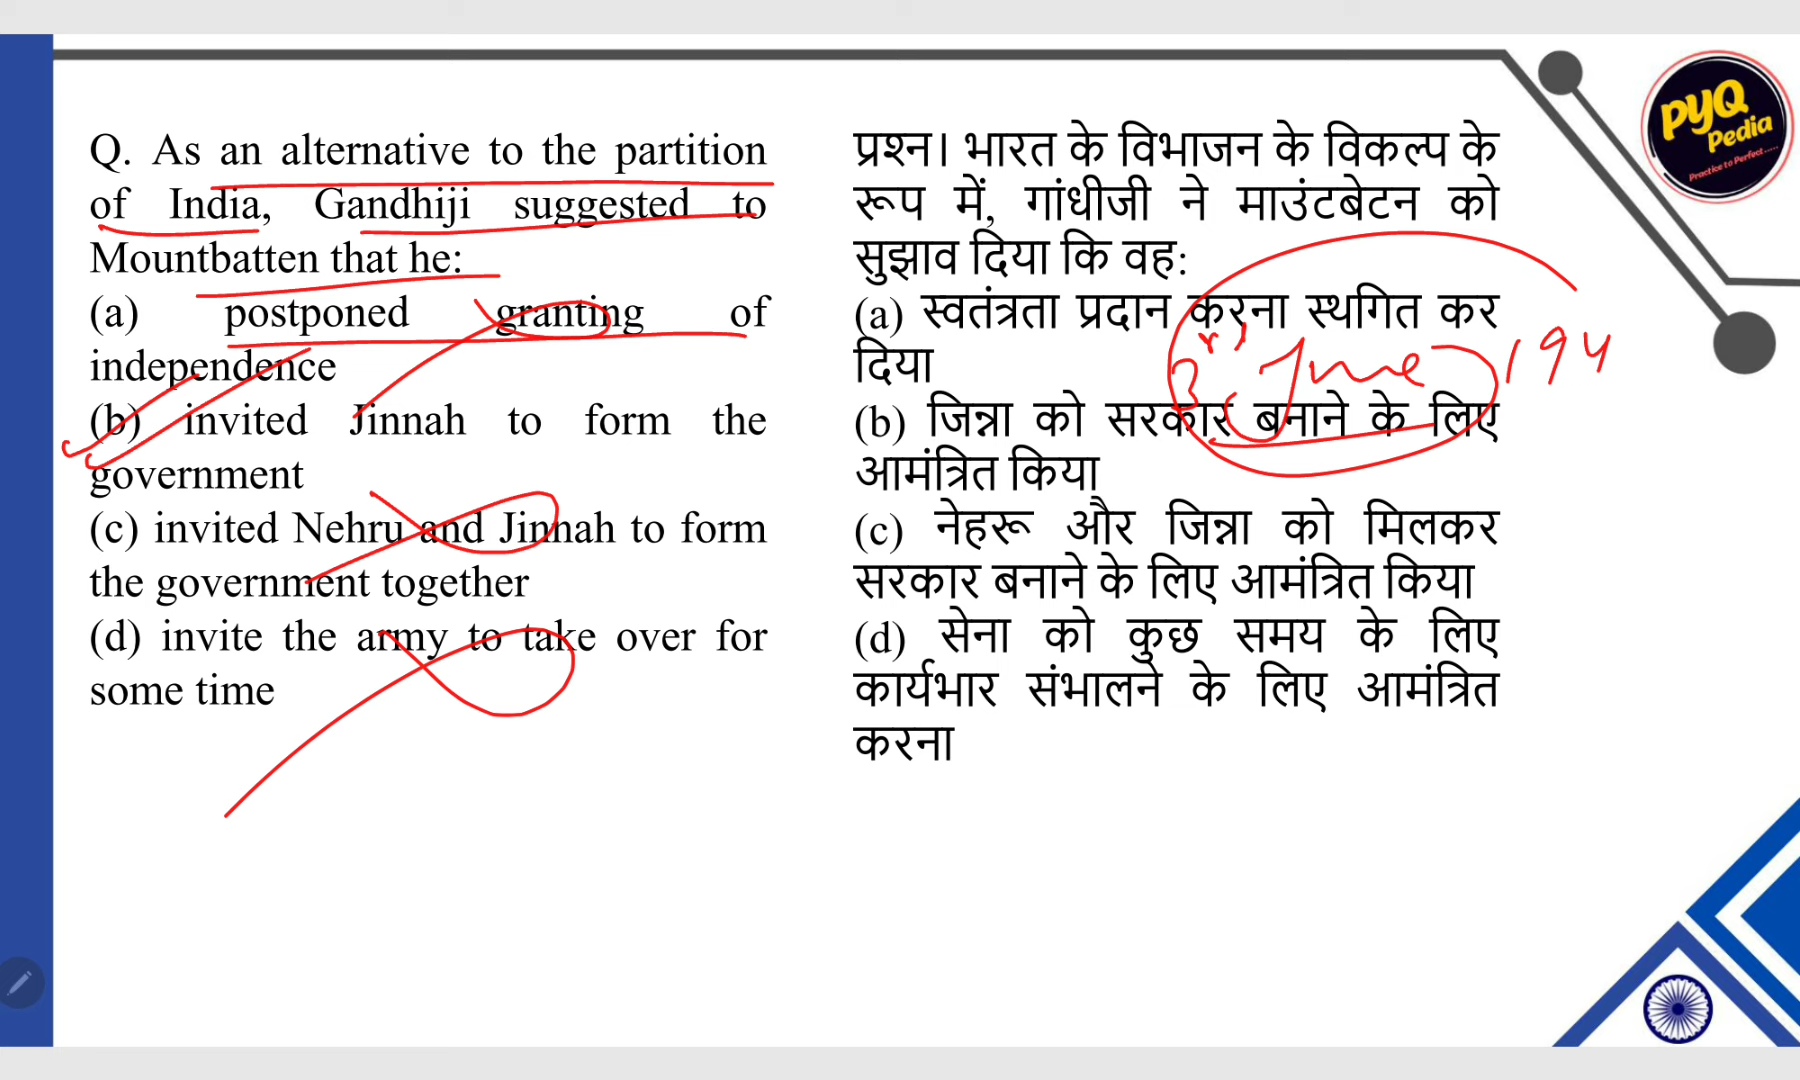 Q. As an alternative to the partition
of India, Gandhiji suggested to
Mountbatten that he:
(a) postponed granting of
independence
(b) invited Jinnah to form the
government
(c) invited Nehru and Jinnah to form
the government together
(d) invite the army to take over for
some time
प्रश्न। भारत के विभाजन के विकल्प के
रूप में, गांधीजी ने माउंटबेटन को
सुझाव दिया कि वह:
(a) स्वतंत्रता प्रदान करना स्थगित कर
दिया
(b) जिन्ना को सरकार बनाने के लिए
आमंत्रित किया
(c) नेहरू और जिन्ना को मिलकर
सरकार बनाने के लिए आमंत्रित किया
(d) सेना को कुछ समय के लिए
कार्यभार संभालने के लिए आमंत्रित
करना
3rd June 194
PYQ
Pedia
Practice to Perfect.....